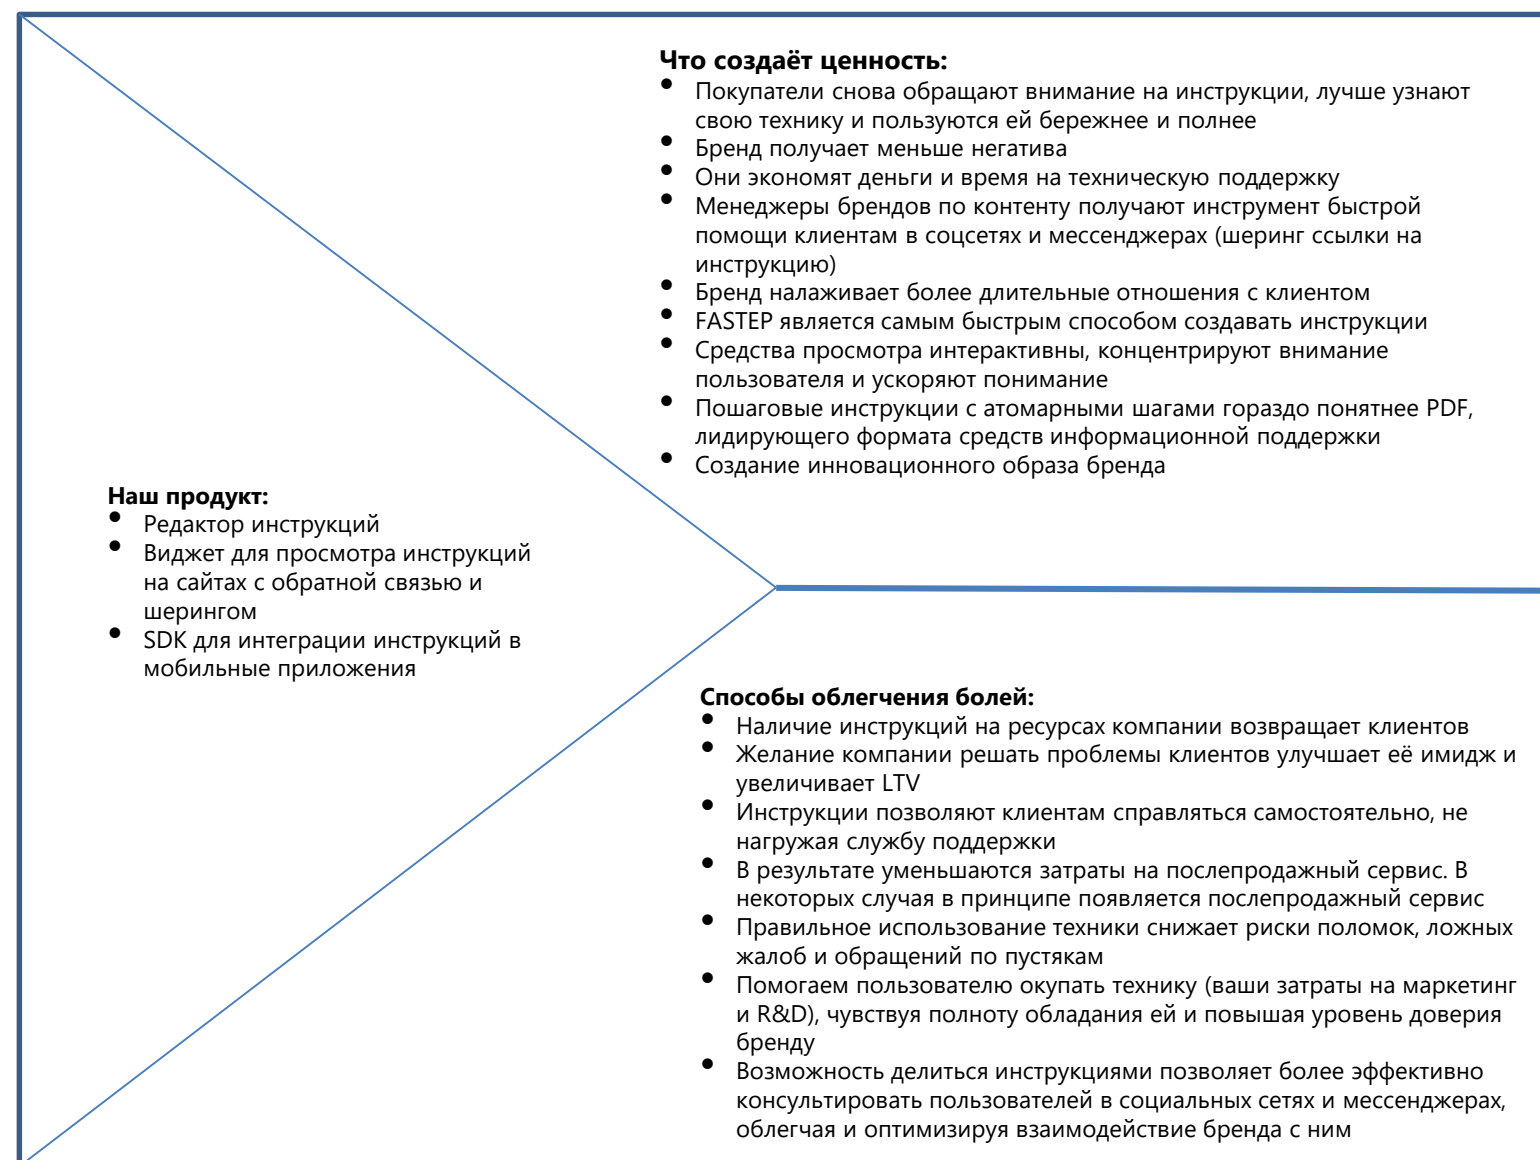 Что создаёт ценность:
Покупатели снова обращают внимание на инструкции, лучше узнают
свою технику и пользуются ей бережнее и полнее
Бренд получает меньше негатива
Они экономят деньги и время на техническую поддержку
Менеджеры брендов по контенту получают инструмент быстрой
помощи клиентам в соцсетях и мессенджерах (шеринг ссылки на
инструкцию)
Бренд налаживает более длительные отношения с клиентом
FASTEP является самым быстрым способом создавать инструкции
Средства просмотра интерактивны, концентрируют внимание
пользователя и ускоряют понимание
Пошаговые инструкции с атомарными шагами гораздо понятнее PDF,
лидирующего формата средств информационной поддержки
Создание инновационного образа бренда
Наш продукт:
Редактор инструкций
Виджет для просмотра инструкций
на сайтах с обратной связью и
шерингом
SDK для интеграции инструкций в
мобильные приложения
Способы облегчения болей:
Наличие инструкций на ресурсах компании возвращает клиентов
Желание компании решать проблемы клиентов улучшает её имидж и
увеличивает LTV
Инструкции позволяют клиентам справляться самостоятельно, не
нагружая службу поддержки
В результате уменьшаются затраты на послепродажный сервис. В
некоторых случая в принципе появляется послепродажный сервис
Правильное использование техники снижает риски поломок, ложных
жалоб и обращений по пустякам
Помогаем пользователю окупать технику (ваши затраты на маркетинг
и R&D), чувствуя полноту обладания ей и повышая уровень доверия
бренду
Возможность делиться инструкциями позволяет более эффективно
консультировать пользователей в социальных сетях и мессенджерах,
облегчая и оптимизируя взаимодействие бренда с ним